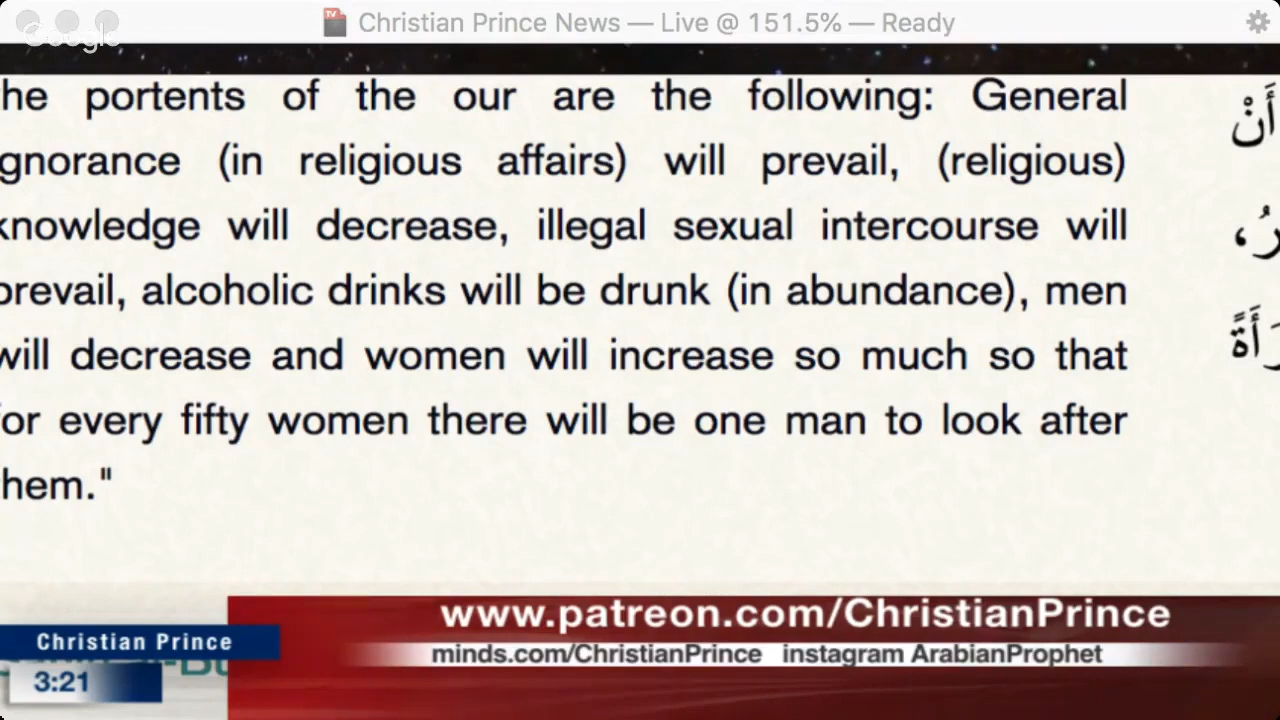 Christian Prince News — Live @ 151.5% — Ready
Google
he portents of the our are the following: General
gnorance (in religious affairs) will prevail, (religious)
knowledge will decrease, illegal sexual intercourse will
prevail, alcoholic drinks will be drunk (in abundance), men
will decrease and women will increase so much so that
for every fifty women there will be one man to look after
hem."
أَنْ
رُ،
رَأَةً
www.patreon.com/ChristianPrince
Christian Prince
minds.com/ChristianPrince instagram ArabianProphet
3:21